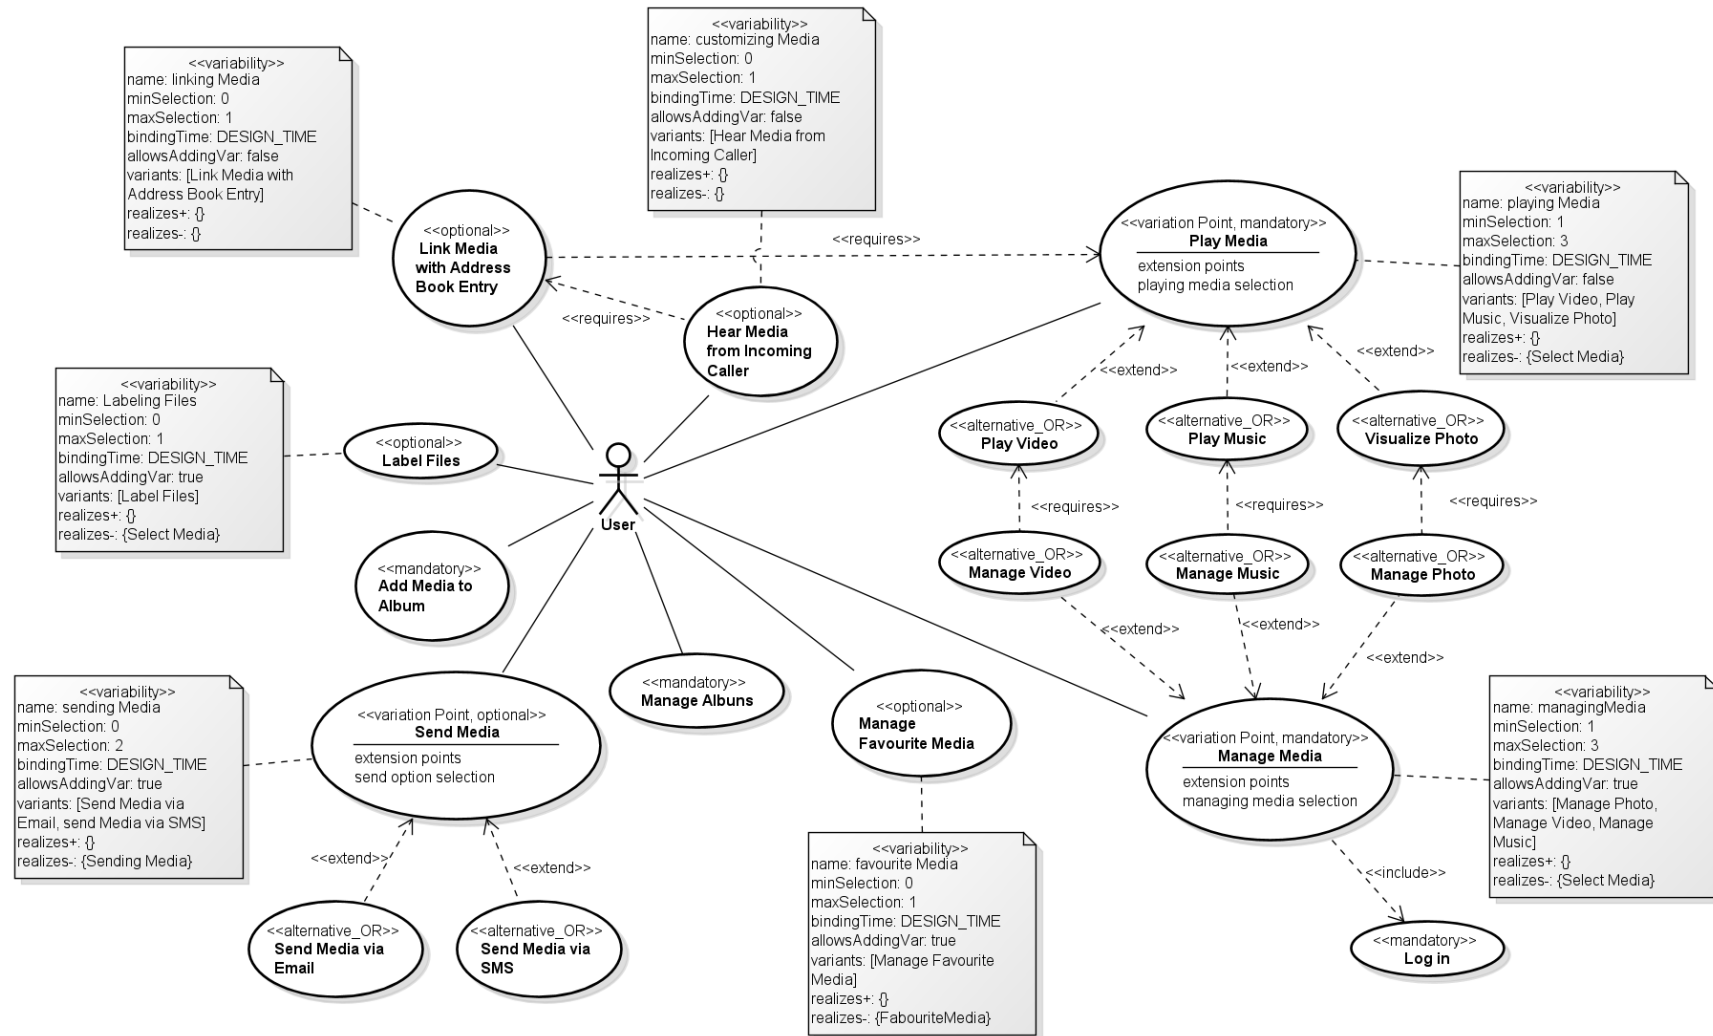 <<variability>>
name: customizing Media
minSelection: 0
maxSelection: 1
bindingTime: DESIGN_TIME
allowsAddingVar: false
variants: [Hear Media from
Incoming Caller]
realizes+: {}
realizes-: {}
<<variability>>
name: linking Media
minSelection: 0
maxSelection: 1
bindingTime: DESIGN_TIME
allowsAddingVar: false
variants: [Link Media with
Address Book Entry]
realizes+: {}
realizes-: {}
<<optional>>
Link Media
with Address
Book Entry
<<requires>>
<<variation Point, mandatory>>
Play Media
extension points
playing media selection
<<variability>>
name: playing Media
minSelection: 1
maxSelection: 3
bindingTime: DESIGN_TIME
allowsAddingVar: false
variants: [Play Video, Play
Music, Visualize Photo]
realizes+: {}
realizes-: {Select Media}
<<requires>>
<<optional>>
Hear Media
from Incoming
Caller
<<extend>>
<<extend>>
<<extend>>
<<variability>>
name: Labeling Files
minSelection: 0
maxSelection: 1
bindingTime: DESIGN_TIME
allowsAddingVar: true
variants: [Label Files]
realizes+: {}
realizes-: {Select Media}
<<optional>>
Label Files
User
<<alternative_OR>>
Play Video
<<alternative_OR>>
Play Music
<<alternative_OR>>
Visualize Photo
<<requires>>
<<requires>>
<<requires>>
<<mandatory>>
Add Media to
Album
<<alternative_OR>>
Manage Video
<<alternative_OR>>
Manage Music
<<alternative_OR>>
Manage Photo
<<extend>>
<<extend>>
<<extend>>
<<variability>>
name: sending Media
minSelection: 0
maxSelection: 2
bindingTime: DESIGN_TIME
allowsAddingVar: true
variants: [Send Media via
Email, send Media via SMS]
realizes+: {}
realizes-: {Sending Media}
<<variation Point, optional>>
Send Media
extension points
send option selection
<<mandatory>>
Manage Albuns
<<optional>>
Manage
Favourite Media
<<variation Point, mandatory>>
Manage Media
extension points
managing media selection
<<variability>>
name: managingMedia
minSelection: 1
maxSelection: 3
bindingTime: DESIGN_TIME
allowsAddingVar: true
variants: [Manage Photo,
Manage Video, Manage
Music]
realizes+: {}
realizes-: {Select Media}
<<extend>>
<<extend>>
<<include>>
<<variability>>
name: favourite Media
minSelection: 0
maxSelection: 1
bindingTime: DESIGN_TIME
allowsAddingVar: true
variants: [Manage Favourite
Media]
realizes+: {}
realizes-: {FabouriteMedia}
<<alternative_OR>>
Send Media via
Email
<<alternative_OR>>
Send Media via
SMS
<<mandatory>>
Log in